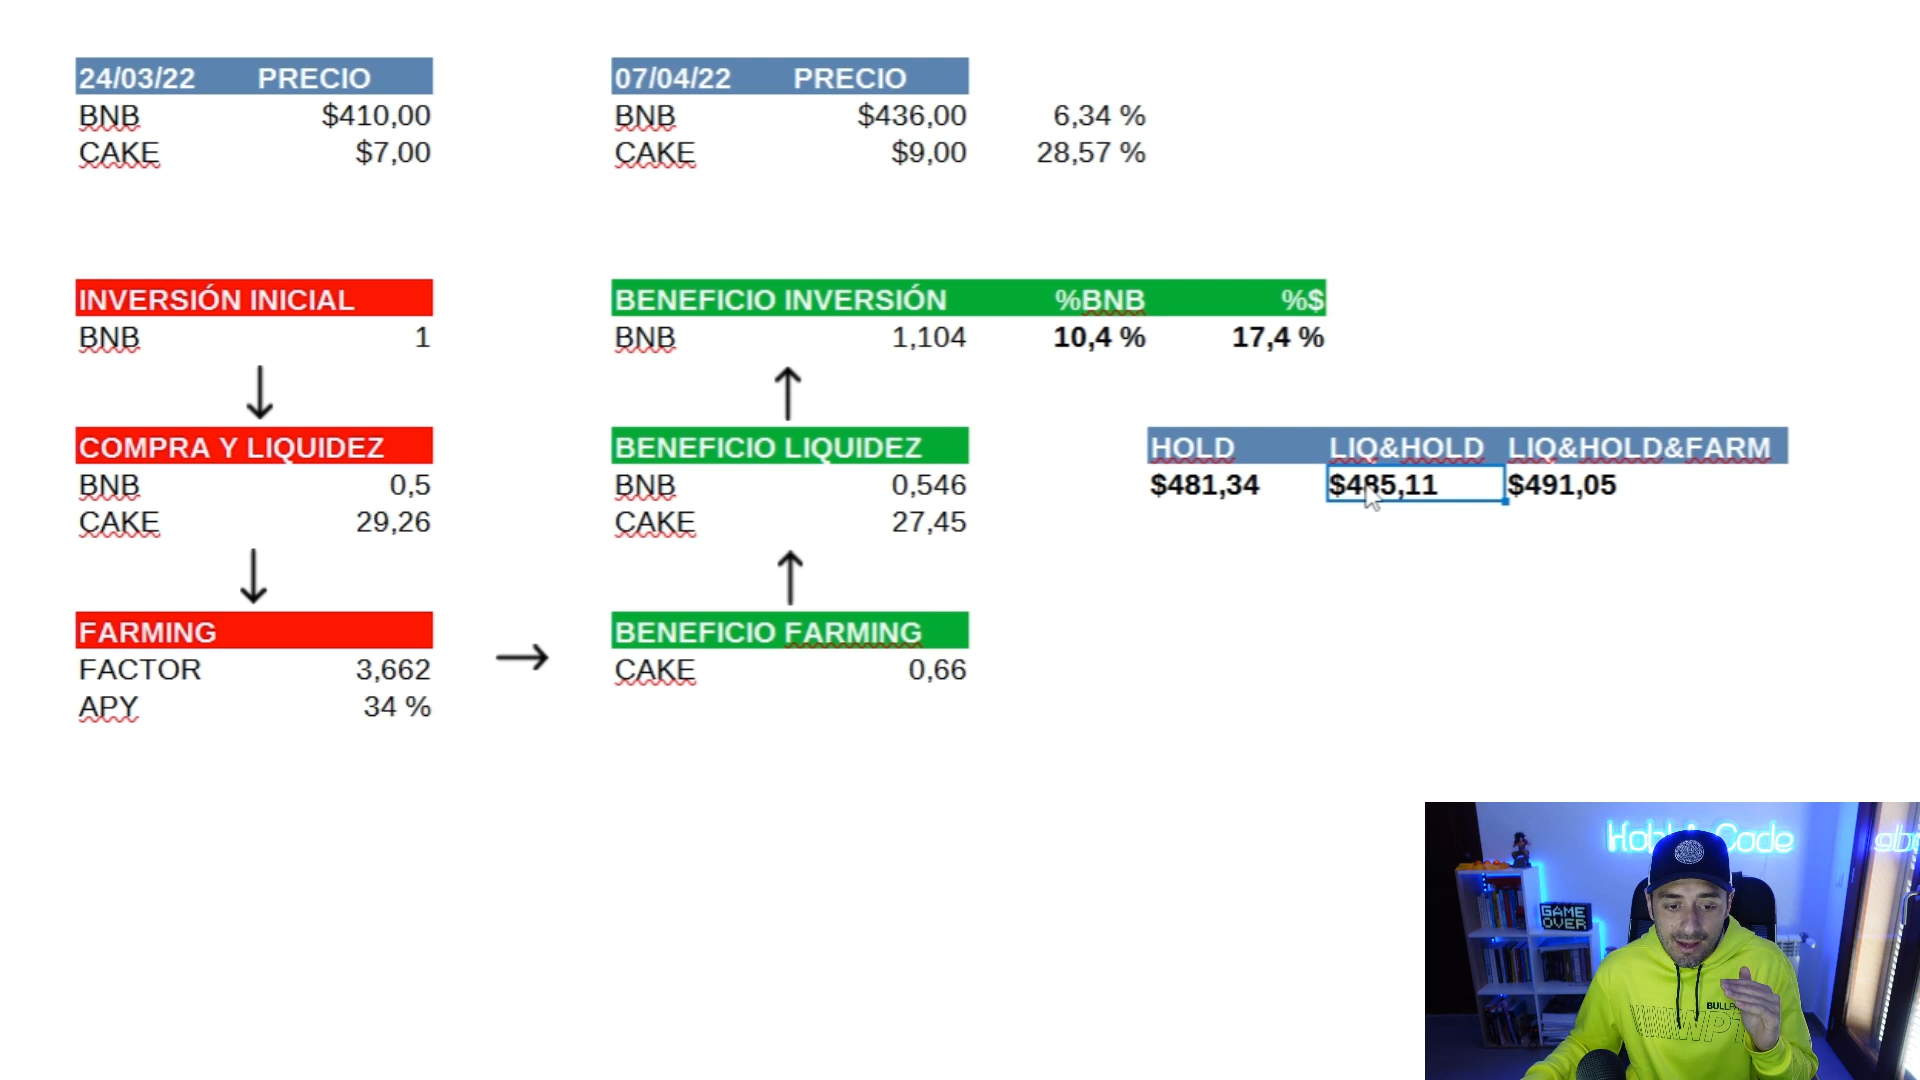 24/03/22 PRECIO
BNB $410,00
CAKE $7,00
07/04/22 PRECIO
BNB $436,00 6,34 %
CAKE $9,00 28,57 %
INVERSIÓN INICIAL
BNB 1
COMPRA Y LIQUIDEZ
BNB 0,5
CAKE 29,26
FARMING
FACTOR 3,662
APY 34 %
BENEFICIO INVERSIÓN %BNB %$
BNB 1,104 10,4 % 17,4 %
BENEFICIO LIQUIDEZ
BNB 0,546
CAKE 27,45
BENEFICIO FARMING
CAKE 0,66
HOLD LIQ&HOLD LIQ&HOLD&FARM
$481,34 $485,11 $491,05
Code
GAME
OVER